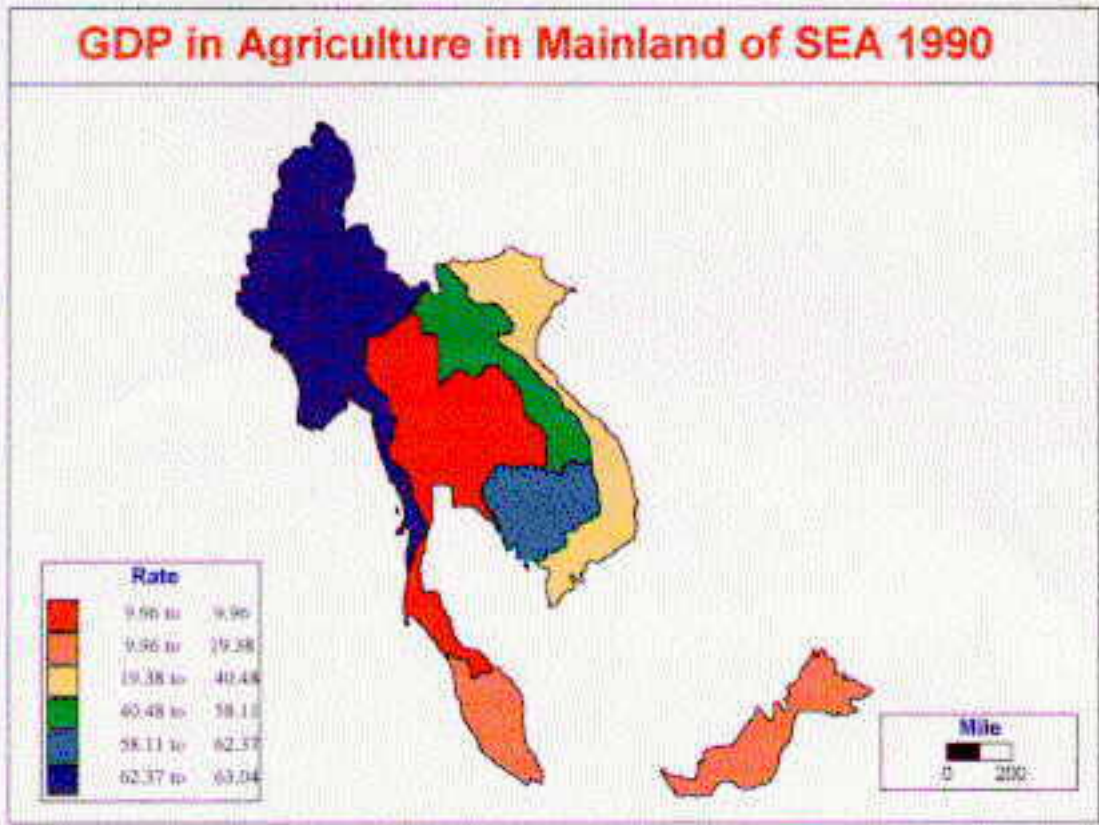 GDP in Agriculture in Mainland of SEA 1990
Rate
9.96 to 9.96
9.96 to 19.38
19.38 to 40.48
40.48 to 58.11
58.11 to 62.37
62.37 to 63.04
Mile
0 200